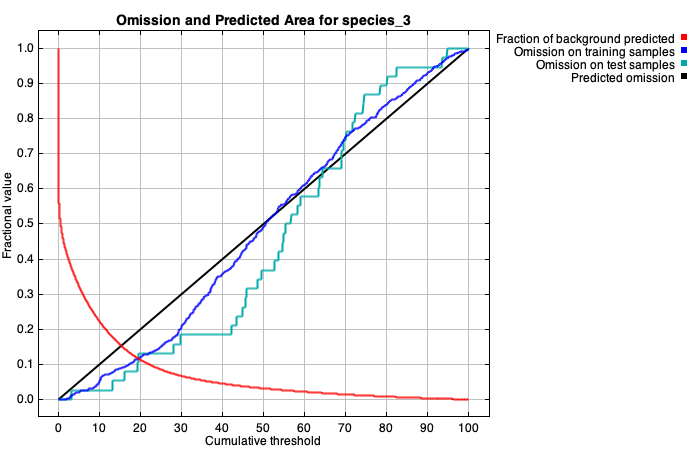 Omission and Predicted Area for species_3
Fraction of background predicted
Omission on training samples
Omission on test samples
Predicted omission
Fractional value
1.0
0.9
0.8
0.7
0.6
0.5
0.4
0.3
0.2
0.1
0.0
0 10 20 30 40 50 60 70 80 90 100
Cumulative threshold